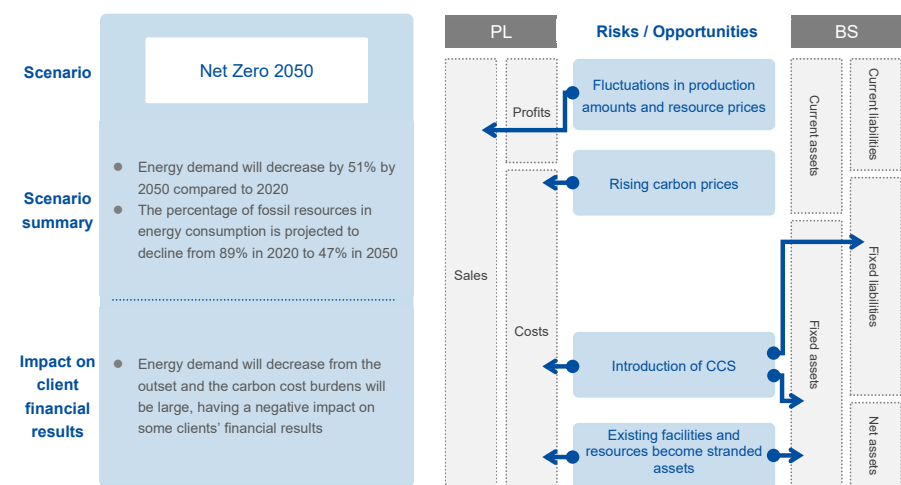 Scenario
Net Zero 2050
Scenario
summary
● Energy demand will decrease by 51% by
2050 compared to 2020
● The percentage of fossil resources in
energy consumption is projected to
decline from 89% in 2020 to 47% in 2050
Impact on
client
financial
results
● Energy demand will decrease from the
outset and the carbon cost burdens will
be large, having a negative impact on
some clients’ financial results
PL
Risks / Opportunities
BS
Sales
Profits
Costs
Fluctuations in production
amounts and resource prices
Rising carbon prices
Introduction of CCS
Existing facilities and
resources become stranded
assets
Current assets
Fixed assets
Current liabilities
Fixed liabilities
Net assets